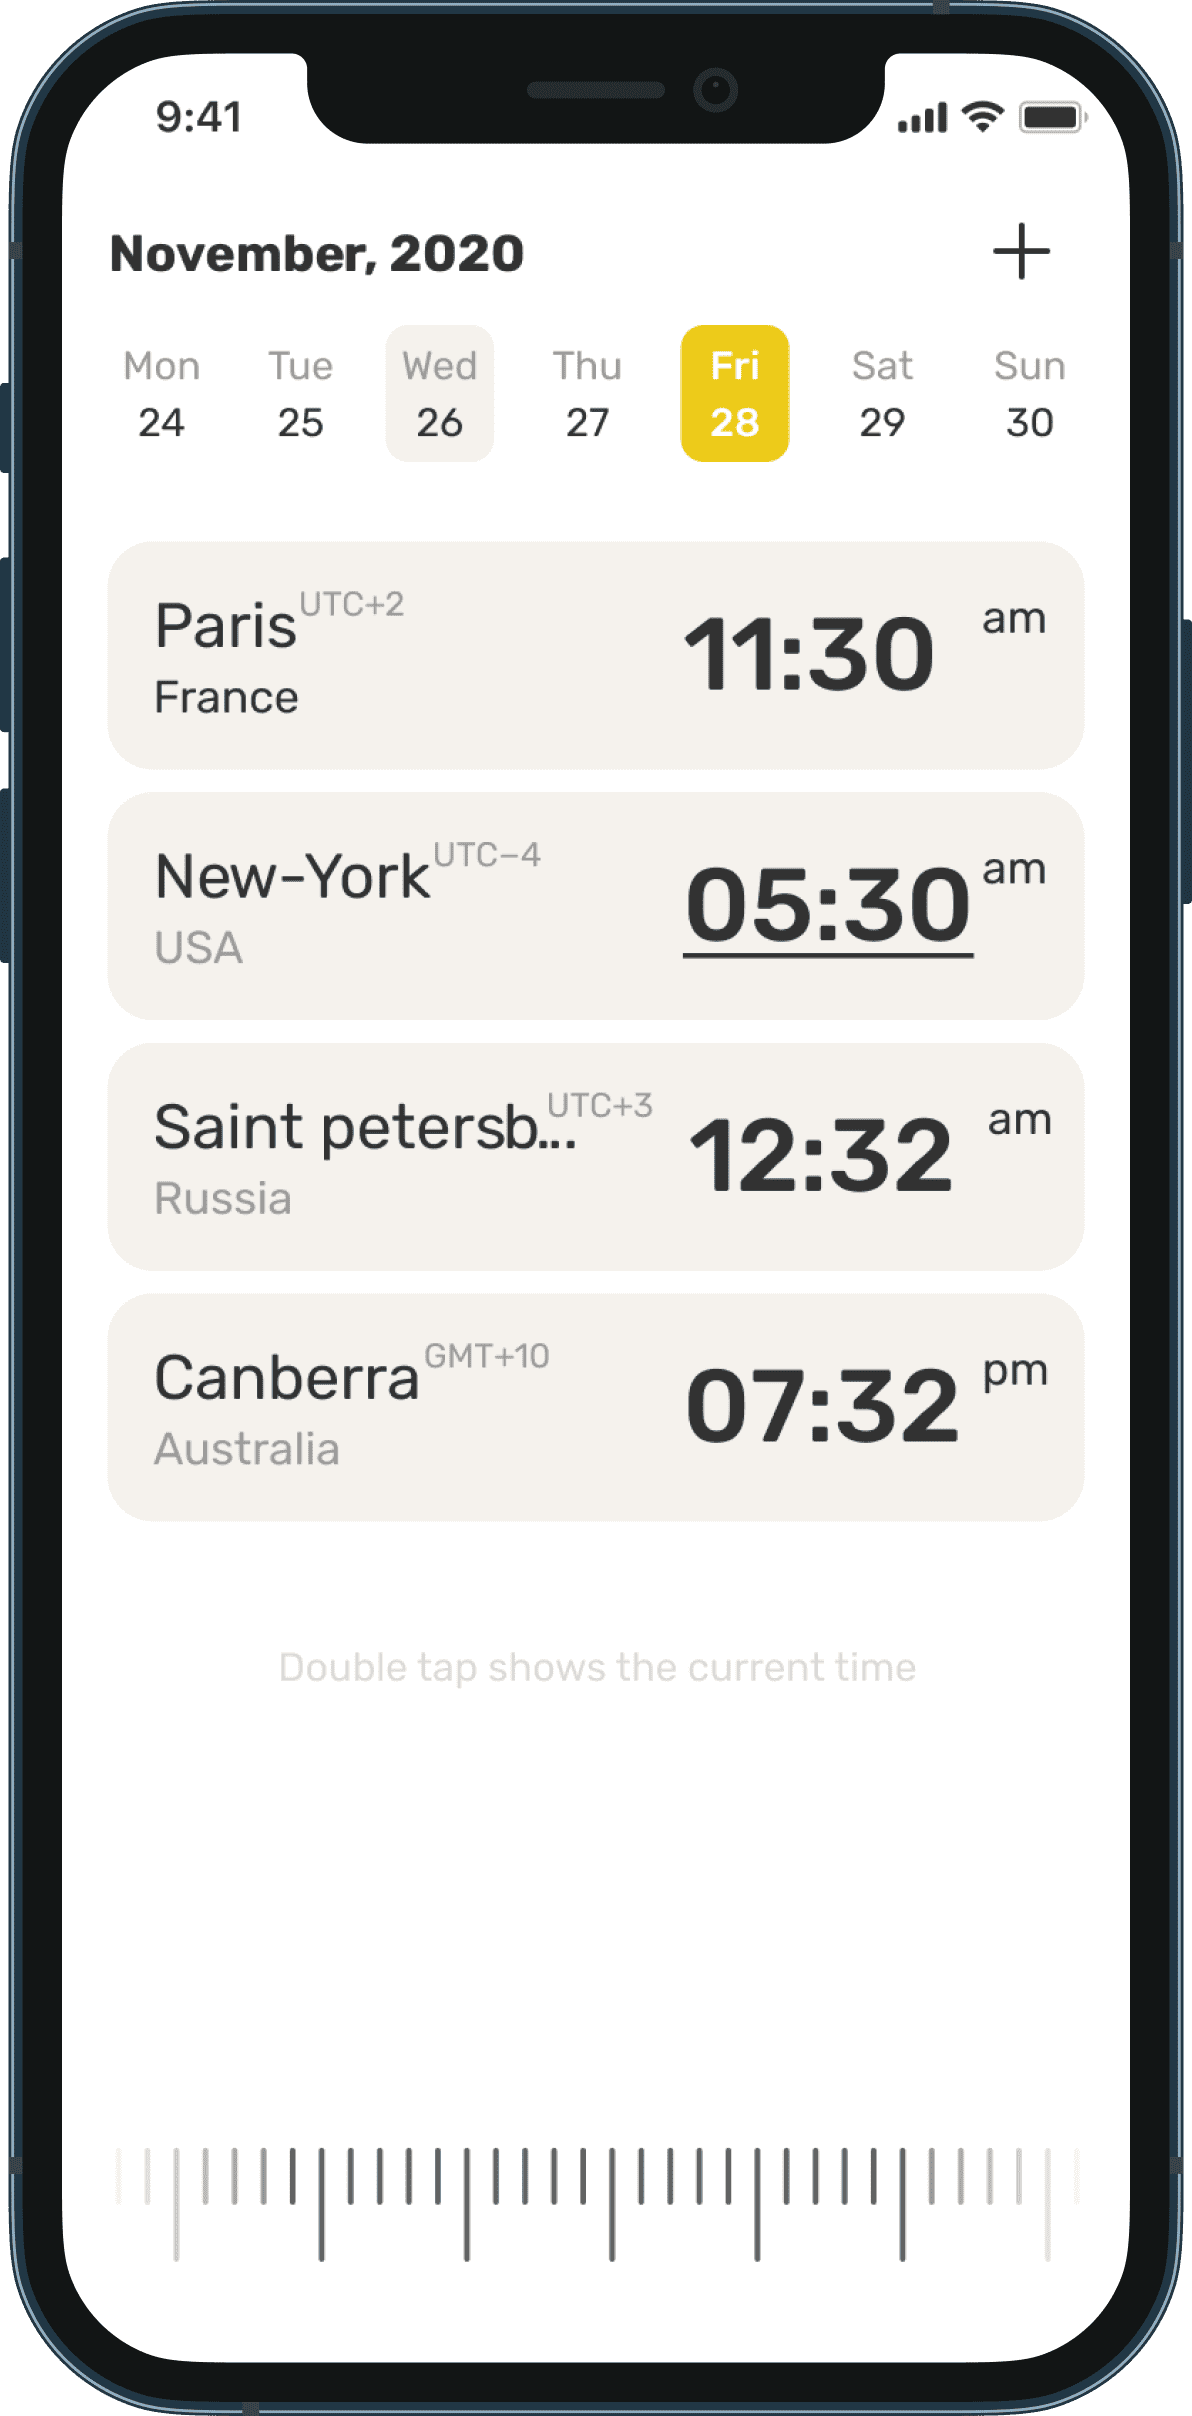 9:41
November, 2020
Mon Tue Wed Thu Fri Sat Sun
24 25 26 27 28 29 30
Paris UTC+2 11:30 am
France
New-York UTC−4 05:30 am
USA
Saint petersb... UTC+3 12:32 am
Russia
Canberra GMT+10 07:32 pm
Australia
Double tap shows the current time